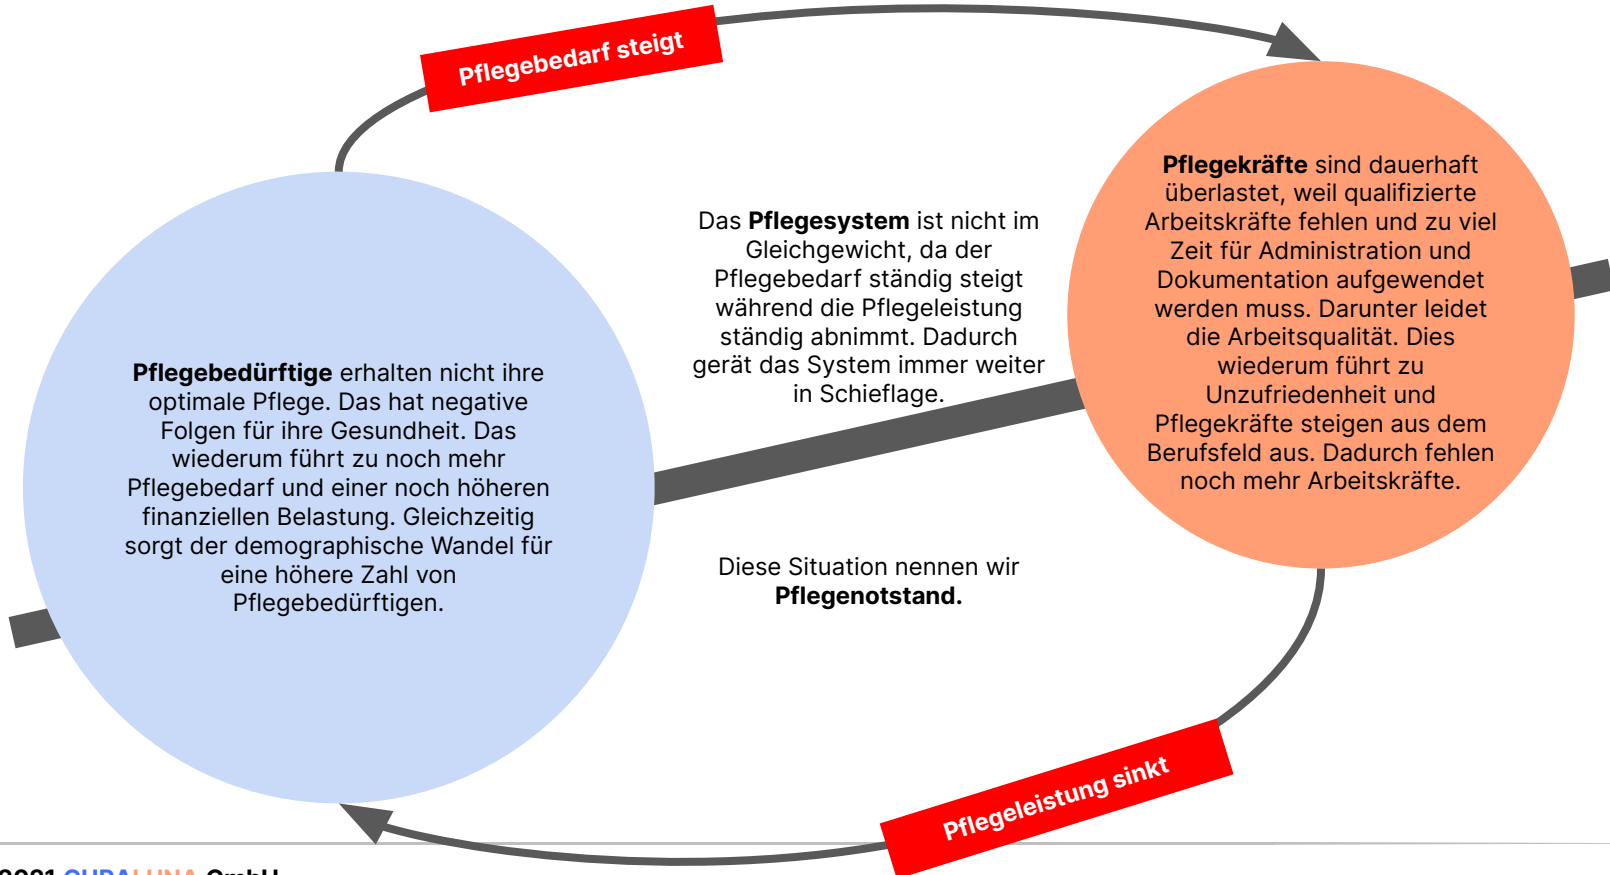 Pflegebedarf steigt
Pflegekräfte sind dauerhaft
überlastet, weil qualifizierte
Arbeitskräfte fehlen und zu viel
Zeit für Administration und
Dokumentation aufgewendet
werden muss. Darunter leidet
die Arbeitsqualität. Dies
wiederum führt zu
Unzufriedenheit und
Pflegekräfte steigen aus dem
Berufsfeld aus. Dadurch fehlen
noch mehr Arbeitskräfte.
Das Pflegesystem ist nicht im
Gleichgewicht, da der
Pflegebedarf ständig steigt
während die Pflegeleistung
ständig abnimmt. Dadurch
gerät das System immer weiter
in Schieflage.
Pflegebedürftige erhalten nicht ihre
optimale Pflege. Das hat negative
Folgen für ihre Gesundheit. Das
wiederum führt zu noch mehr
Pflegebedarf und einer noch höheren
finanziellen Belastung. Gleichzeitig
sorgt der demographische Wandel für
eine höhere Zahl von
Pflegebedürftigen.
Diese Situation nennen wir
Pflegenotstand.
Pflegeleistung sinkt
2021 CURALUNA GmbH